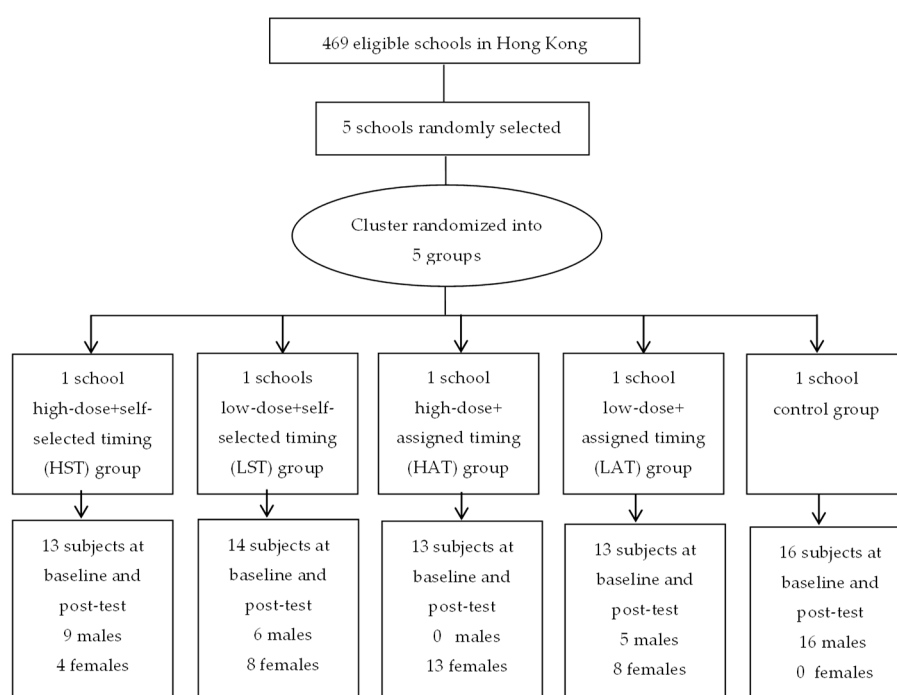 469 eligible schools in Hong Kong
5 schools randomly selected
Cluster randomized into
5 groups
1 school
high-dose+self-
selected timing
(HST) group
1 schools
low-dose+self-
selected timing
(LST) group
1 school
high-dose+
assigned timing
(HAT) group
1 school
low-dose+
assigned timing
(LAT) group
1 school
control group
13 subjects at
baseline and
post-test
9 males
4 females
14 subjects at
baseline and
post-test
6 males
8 females
13 subjects at
baseline and
post-test
0 males
13 females
13 subjects at
baseline and
post-test
5 males
8 females
16 subjects at
baseline and
post-test
16 males
0 females